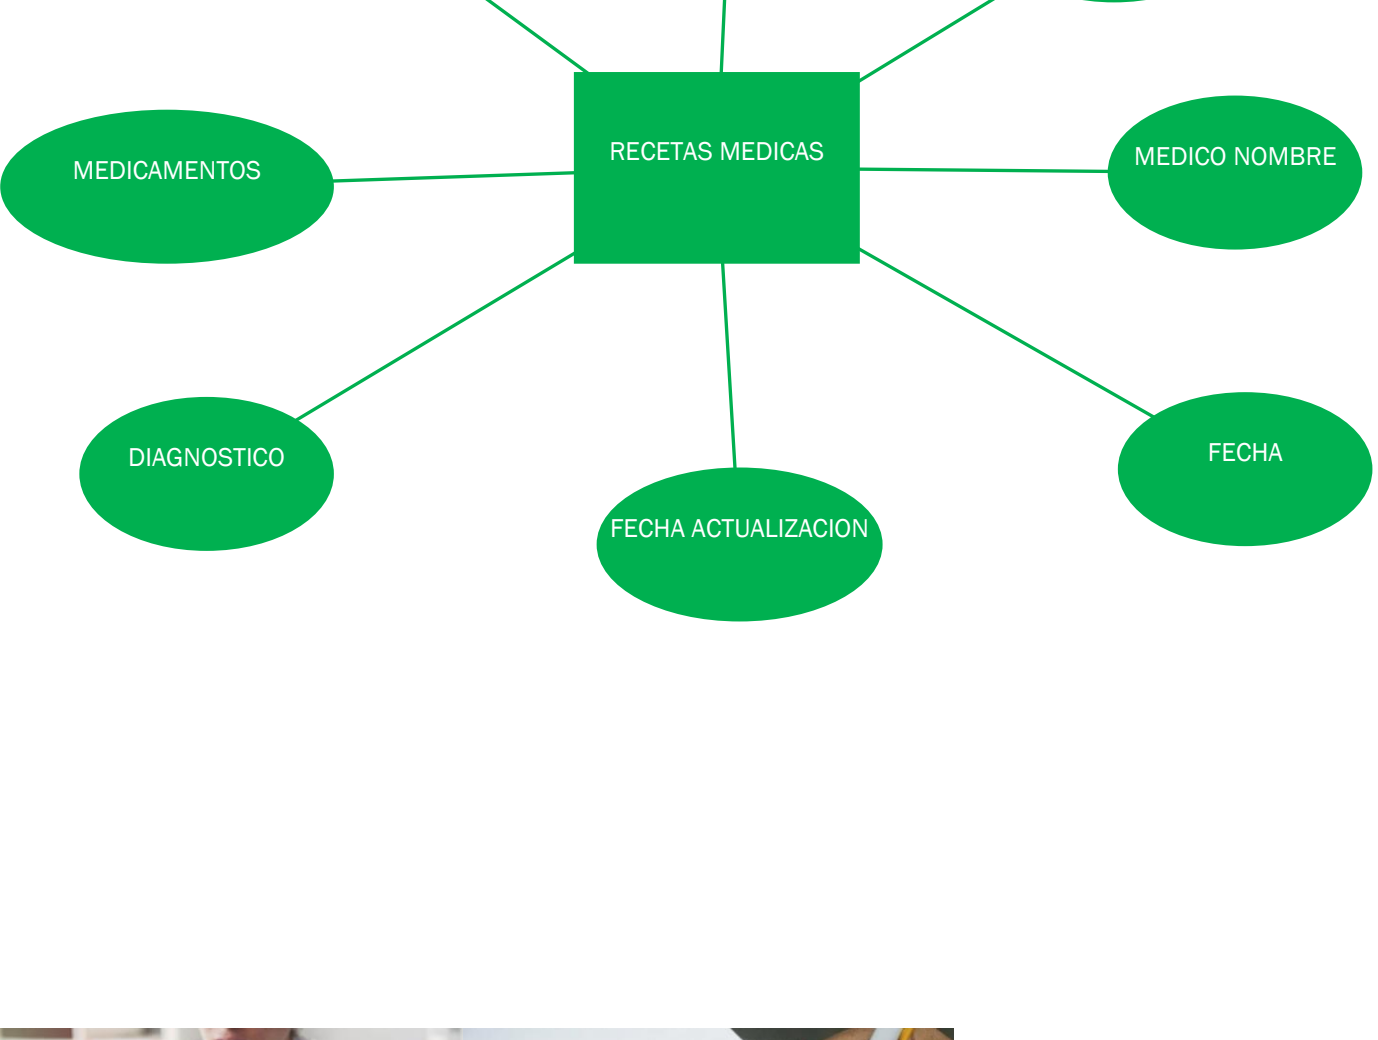 RECETAS MEDICAS
MEDICO NOMBRE
MEDICAMENTOS
FECHA
DIAGNOSTICO
FECHA ACTUALIZACION